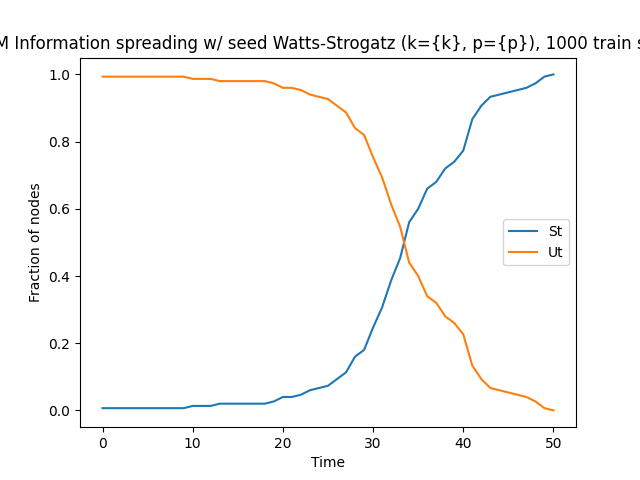 M Information spreading w/ seed Watts-Strogatz (k={k}, p={p}), 1000 train s
1.0
0.8
0.6
0.4
0.2
0.0
Fraction of nodes
St
Ut
0 10 20 30 40 50
Time